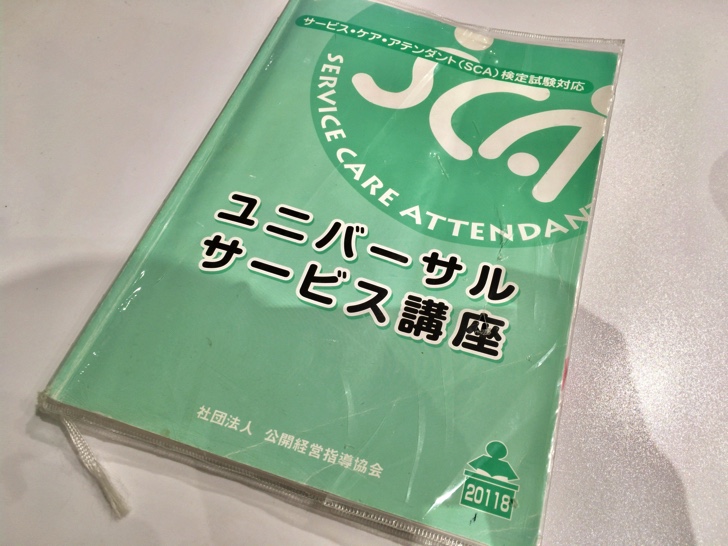 サービス・ケア・アテンダント(SCA)検定試験対応
SCA
SERVICE CARE ATTENDANT
ユニバーサル
サービス講座
社団法人 公開経営指導協会
20118